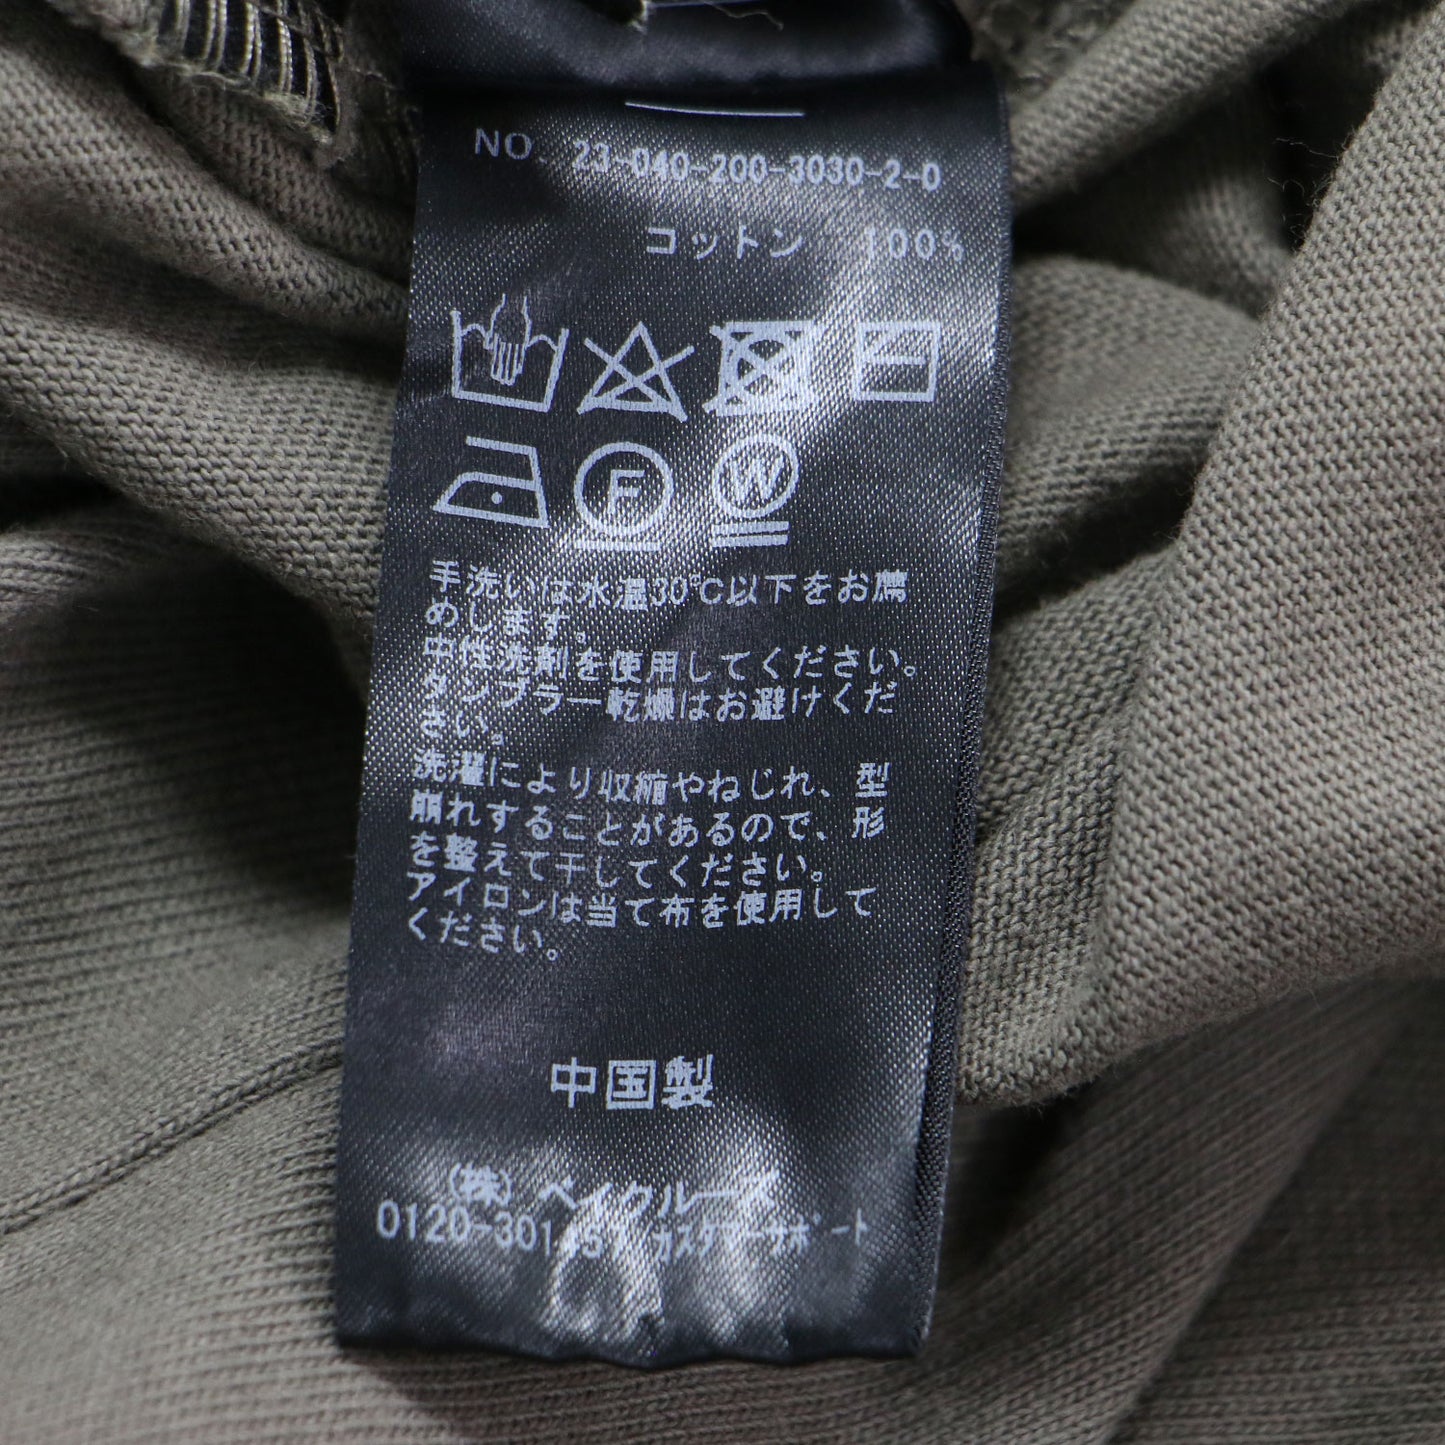 NO. 23-040-200-3030-2-0
コットン 100%
F W
手洗いは水温30℃以下をお薦
めします。
中性洗剤を使用してください。
タンブラー乾燥はお避けくだ
さい。
洗濯により収縮やねじれ、型
崩れすることがあるので、形
を整えて干してください。
アイロンは当て布を使用して
ください。
中国製
(株)ベイクルーズ
カスタマーサポート